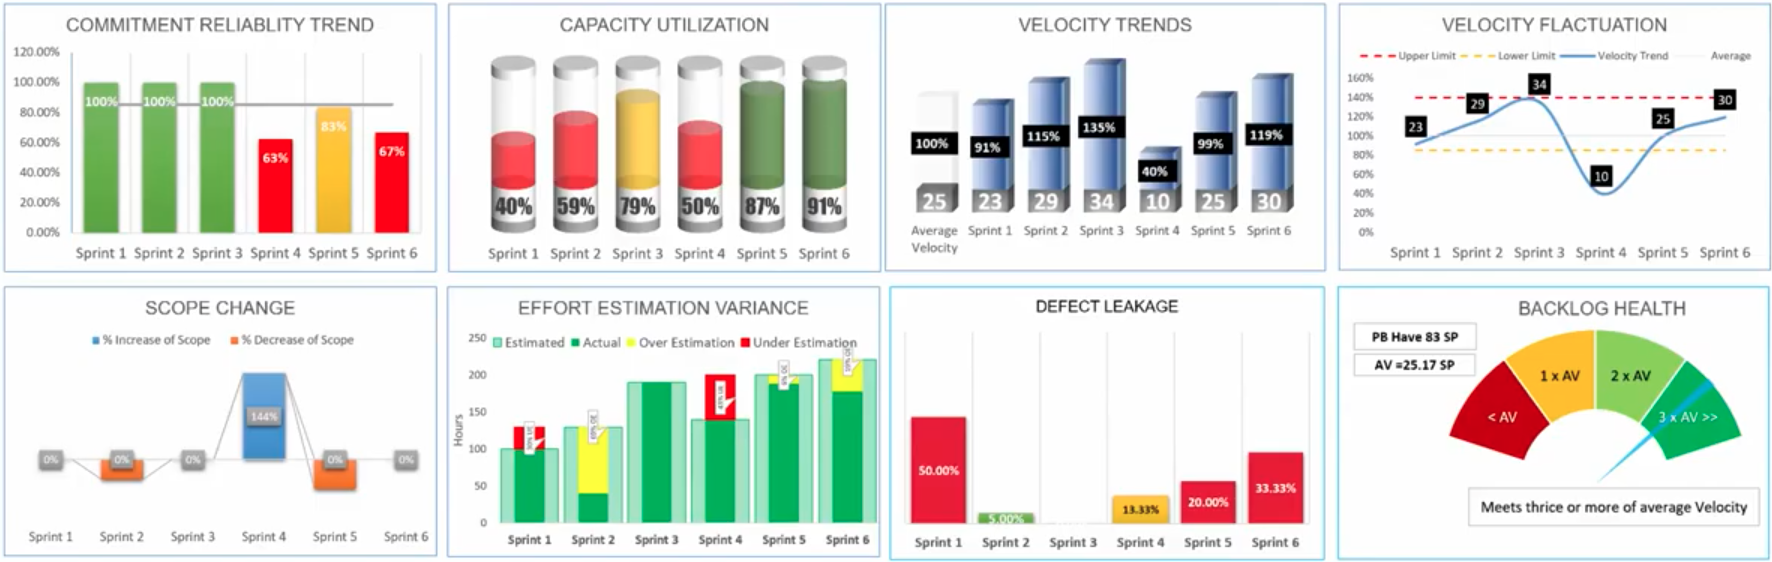 COMMITMENT RELIABLITY TREND
120.00%
100.00%
80.00%
60.00%
40.00%
20.00%
0.00%
100% 100% 100% 63% 83% 67%
Sprint 1 Sprint 2 Sprint 3 Sprint 4 Sprint 5 Sprint 6
CAPACITY UTILIZATION
40% 59% 79% 50% 87% 91%
Sprint 1 Sprint 2 Sprint 3 Sprint 4 Sprint 5 Sprint 6
VELOCITY TRENDS
100% 91% 115% 135% 40% 99% 119%
25 23 29 34 10 25 30
Average Velocity Sprint 1 Sprint 2 Sprint 3 Sprint 4 Sprint 5 Sprint 6
VELOCITY FLACTUATION
Upper Limit Lower Limit Velocity Trend Average
160%
140%
120%
100%
80%
60%
40%
20%
0%
23 29 34 10 25 30
Sprint 1 Sprint 2 Sprint 3 Sprint 4 Sprint 5 Sprint 6
SCOPE CHANGE
% Increase of Scope % Decrease of Scope
0% 0% 0% 144% 0% 0%
Sprint 1 Sprint 2 Sprint 3 Sprint 4 Sprint 5 Sprint 6
EFFORT ESTIMATION VARIANCE
Estimated Actual Over Estimation Under Estimation
Hours
250
200
150
100
50
0
Sprint 1 Sprint 2 Sprint 3 Sprint 4 Sprint 5 Sprint 6
DEFECT LEAKAGE
50.00% 5.00% 13.33% 20.00% 33.33%
Sprint 1 Sprint 2 Sprint 3 Sprint 4 Sprint 5 Sprint 6
BACKLOG HEALTH
PB Have 83 SP
AV =25.17 SP
< AV
1 x AV
2 x AV
3 x AV >>
Meets thrice or more of average Velocity